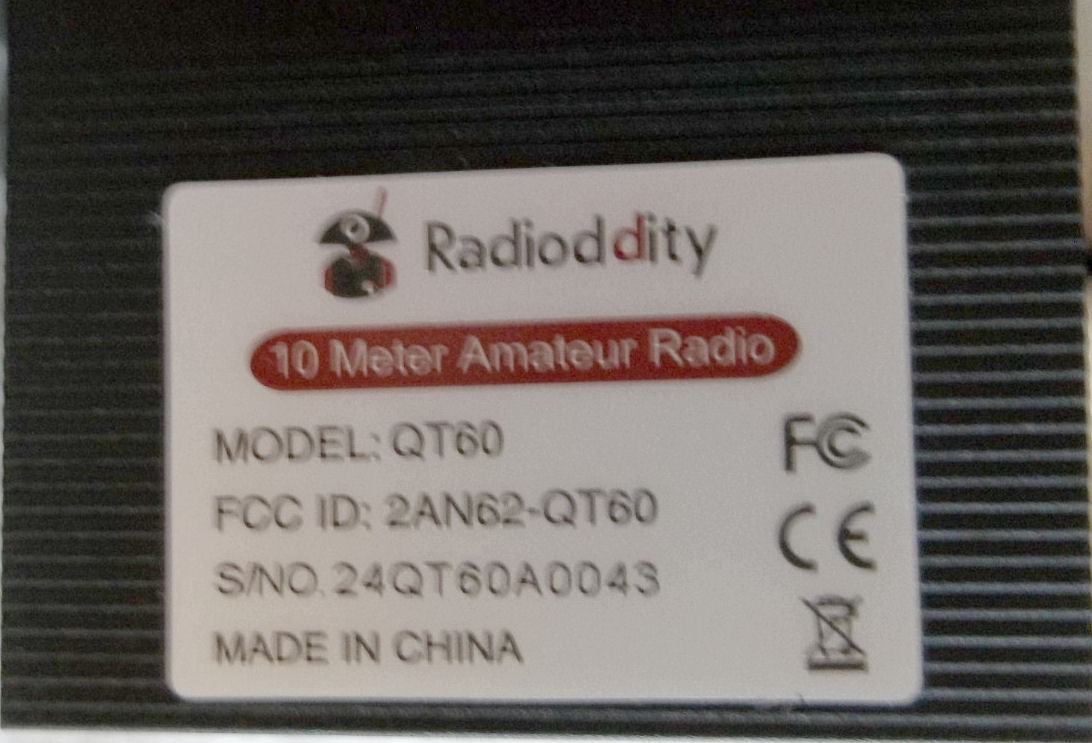 Radioddity
10 Meter Amateur Radio
MODEL: QT60
FCC ID: 2AN62-QT60
S/NO. 24QT60A0043
MADE IN CHINA
FC
CE